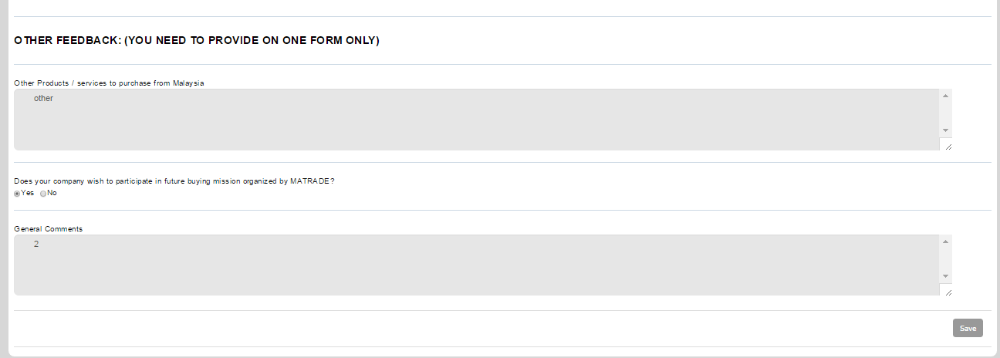 OTHER FEEDBACK: (YOU NEED TO PROVIDE ON ONE FORM ONLY)
Other Products / services to purchase from Malaysia
other
Does your company wish to participate in future buying mission organized by MATRADE?
Yes No
General Comments
2
Save